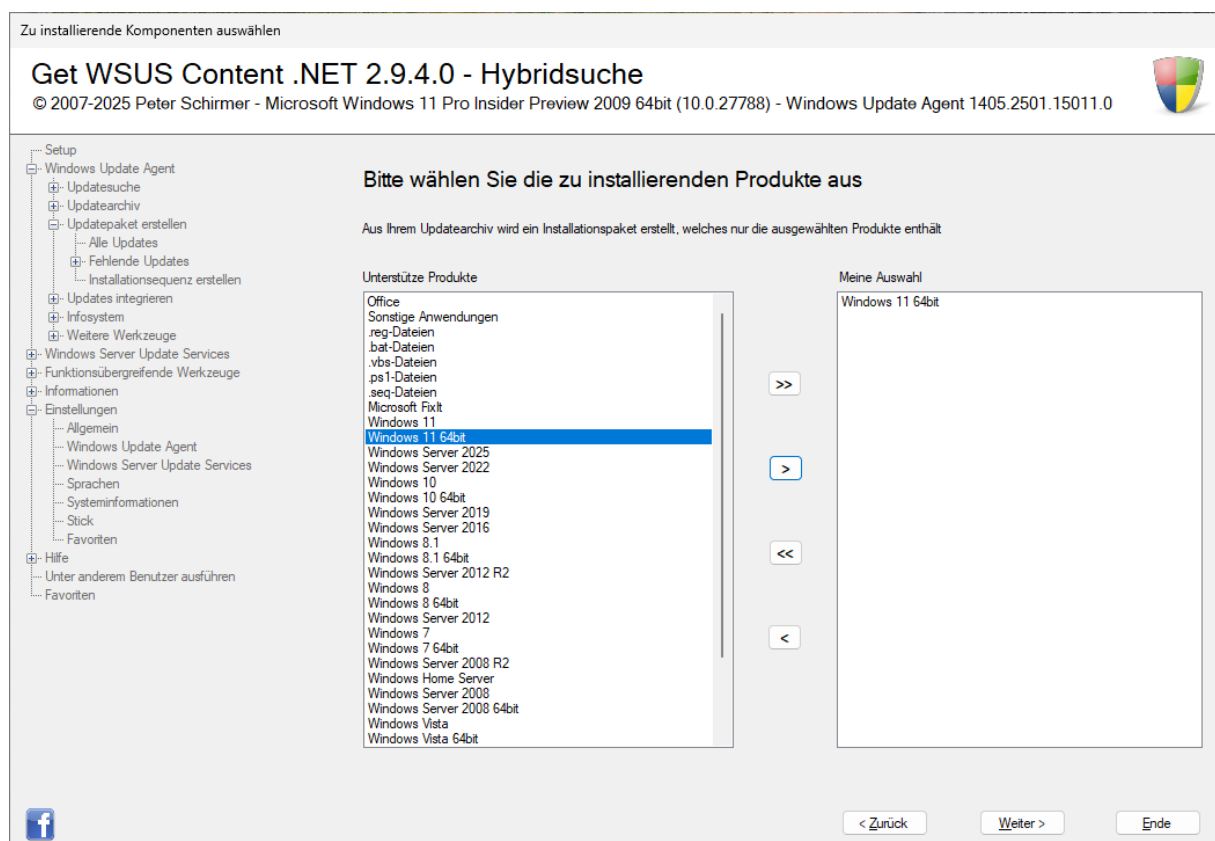 Zu installierende Komponenten auswählen
Get WSUS Content .NET 2.9.4.0 - Hybridsuche
© 2007-2025 Peter Schirmer - Microsoft Windows 11 Pro Insider Preview 2009 64bit (10.0.27788) - Windows Update Agent 1405.2501.15011.0
Setup
Windows Update Agent
Updatesuche
Updatearchiv
Updatepaket erstellen
Alle Updates
Fehlende Updates
Installationsequenz erstellen
Updates integrieren
Infosystem
Weitere Werkzeuge
Windows Server Update Services
Funktionsübergreifende Werkzeuge
Informationen
Einstellungen
Allgemein
Windows Update Agent
Windows Server Update Services
Sprachen
Systeminformationen
Stick
Favoriten
Hilfe
Unter anderem Benutzer ausführen
Favoriten
Bitte wählen Sie die zu installierenden Produkte aus
Aus Ihrem Updatearchiv wird ein Installationspaket erstellt, welches nur die ausgewählten Produkte enthält
Unterstütze Produkte
Office
Sonstige Anwendungen
.reg-Dateien
.bat-Dateien
.vbs-Dateien
.ps1-Dateien
.seq-Dateien
Microsoft FixIt
Windows 11
Windows 11 64bit
Windows Server 2025
Windows Server 2022
Windows 10
Windows 10 64bit
Windows Server 2019
Windows Server 2016
Windows 8.1
Windows 8.1 64bit
Windows Server 2012 R2
Windows 8
Windows 8 64bit
Windows Server 2012
Windows 7
Windows 7 64bit
Windows Server 2008 R2
Windows Home Server
Windows Server 2008
Windows Server 2008 64bit
Windows Vista
Windows Vista 64bit
>>
>
<<
<
Meine Auswahl
Windows 11 64bit
f
< Zurück
Weiter >
Ende